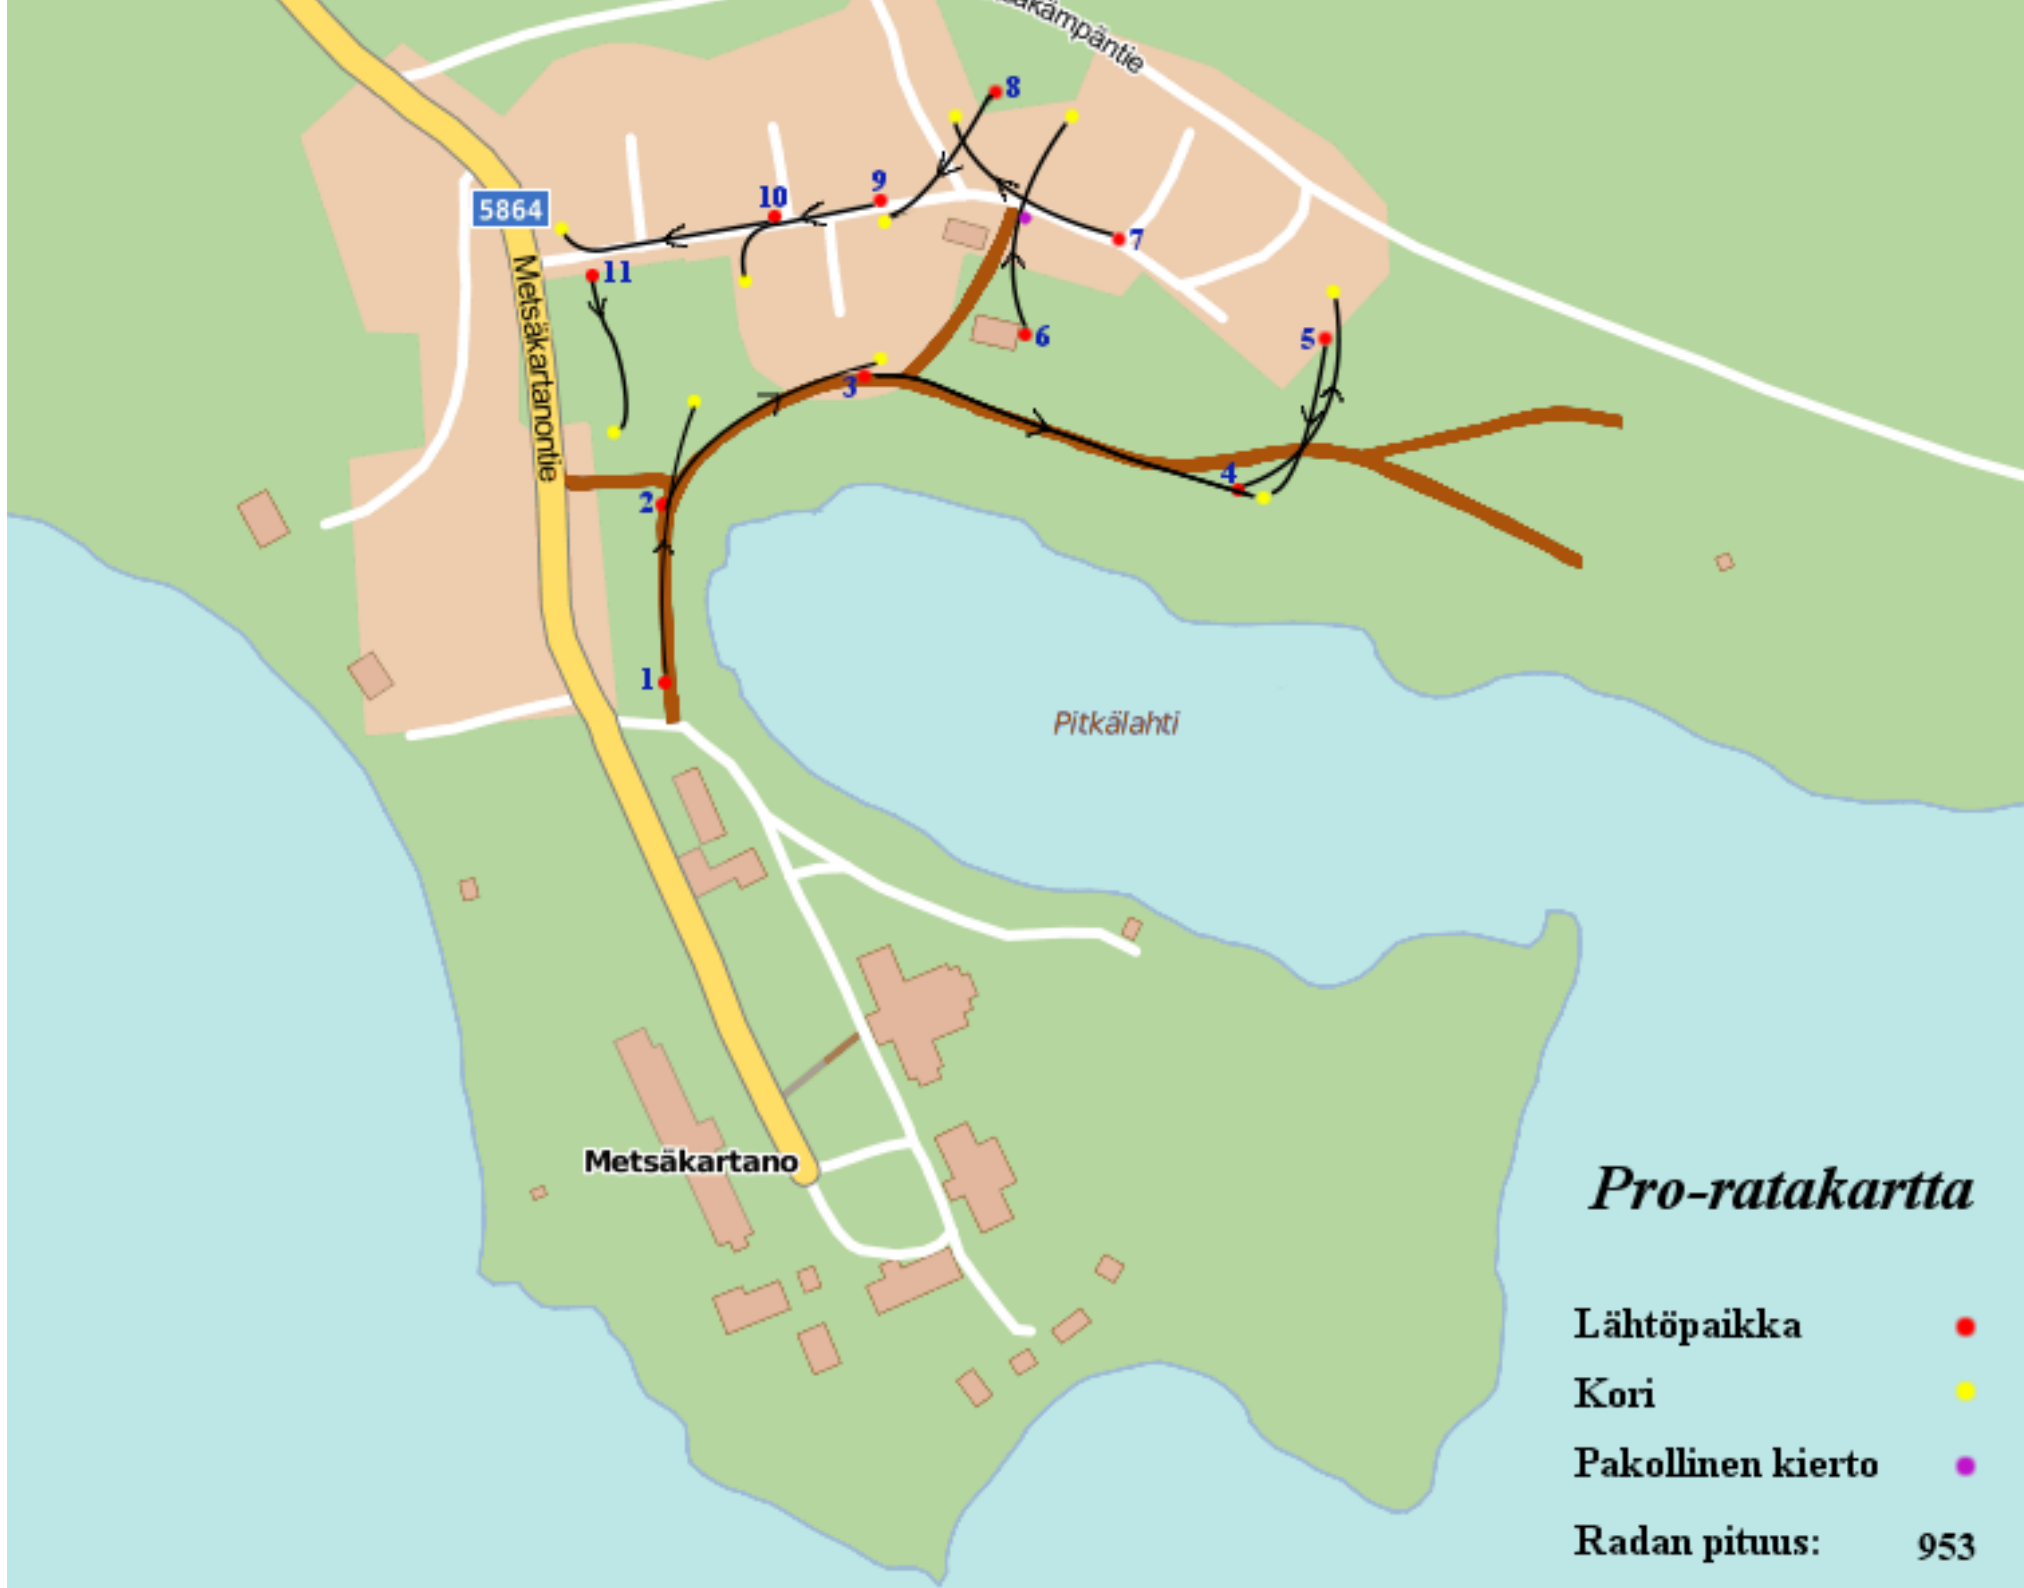 8
9
10
7
5864
11
6
5
3
4
2
1
Metsäkartanontie
Pitkälahti
Metsäkartano
Pro-ratakartta
Lähtöpaikka
Kori
Pakollinen kierto
Radan pituus: 953